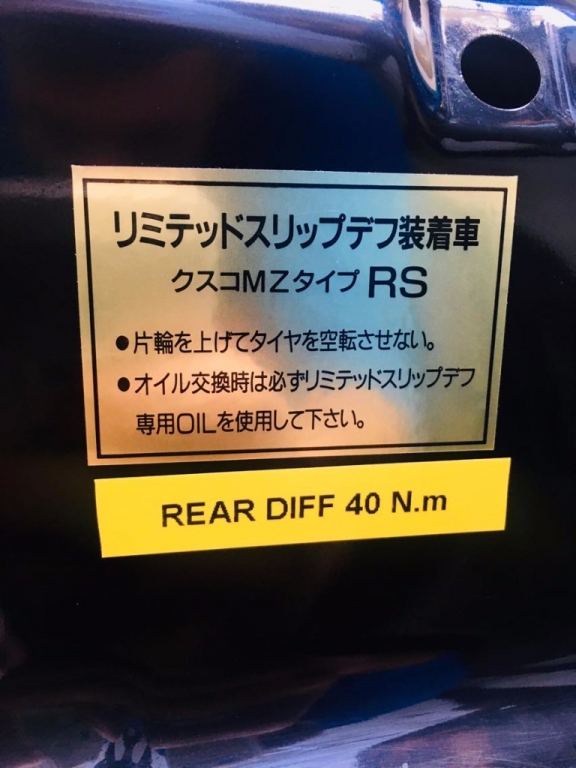 リミテッドスリップデフ装着車
クスコMZタイプ RS
●片輪を上げてタイヤを空転させない。
●オイル交換時は必ずリミテッドスリップデフ
専用OILを使用して下さい。
REAR DIFF 40 N.m